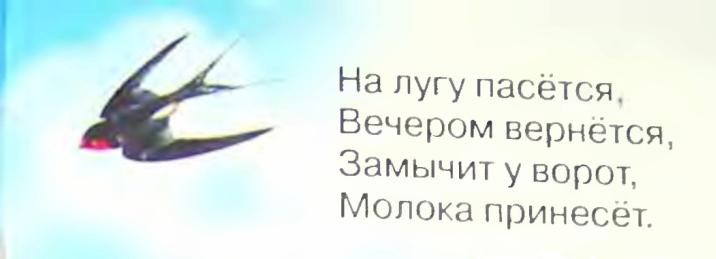 На лугу пасётся,
Вечером вернётся,
Замычит у ворот,
Молока принесёт.